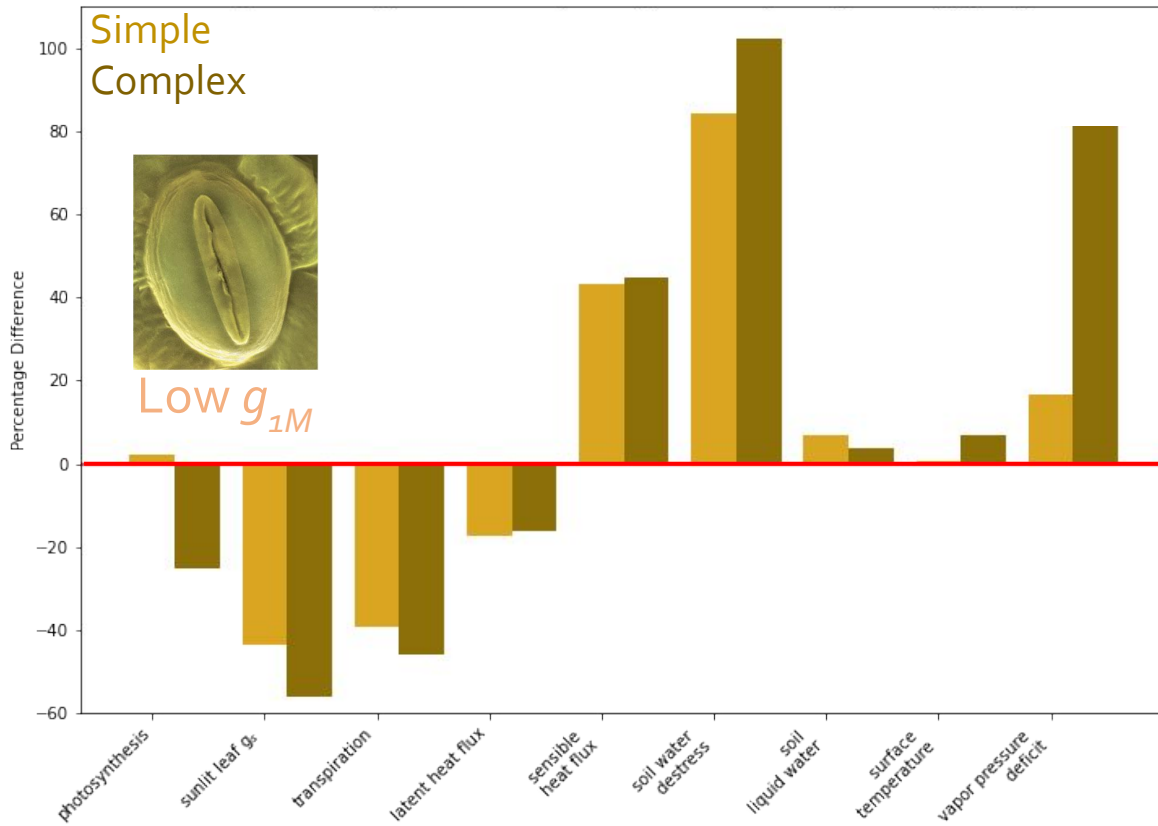 Simple
Complex
Low g1M
Percentage Difference
100
80
60
40
20
0
−20
−40
−60
photosynthesis
sunlit leaf gs
transpiration
latent heat flux
sensible
heat flux
soil water
destress
soil
liquid water
surface
temperature
vapor pressure
deficit